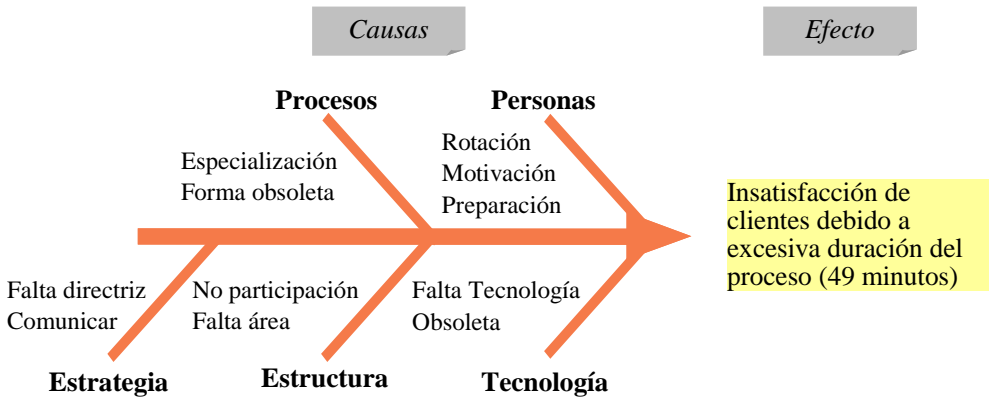 Causas
Efecto
Procesos
Personas
Especialización
Forma obsoleta
Rotación
Motivación
Preparación
Insatisfacción de
clientes debido a
excesiva duración del
proceso (49 minutos)
Falta directriz
Comunicar
No participación
Falta área
Falta Tecnología
Obsoleta
Estrategia
Estructura
Tecnología